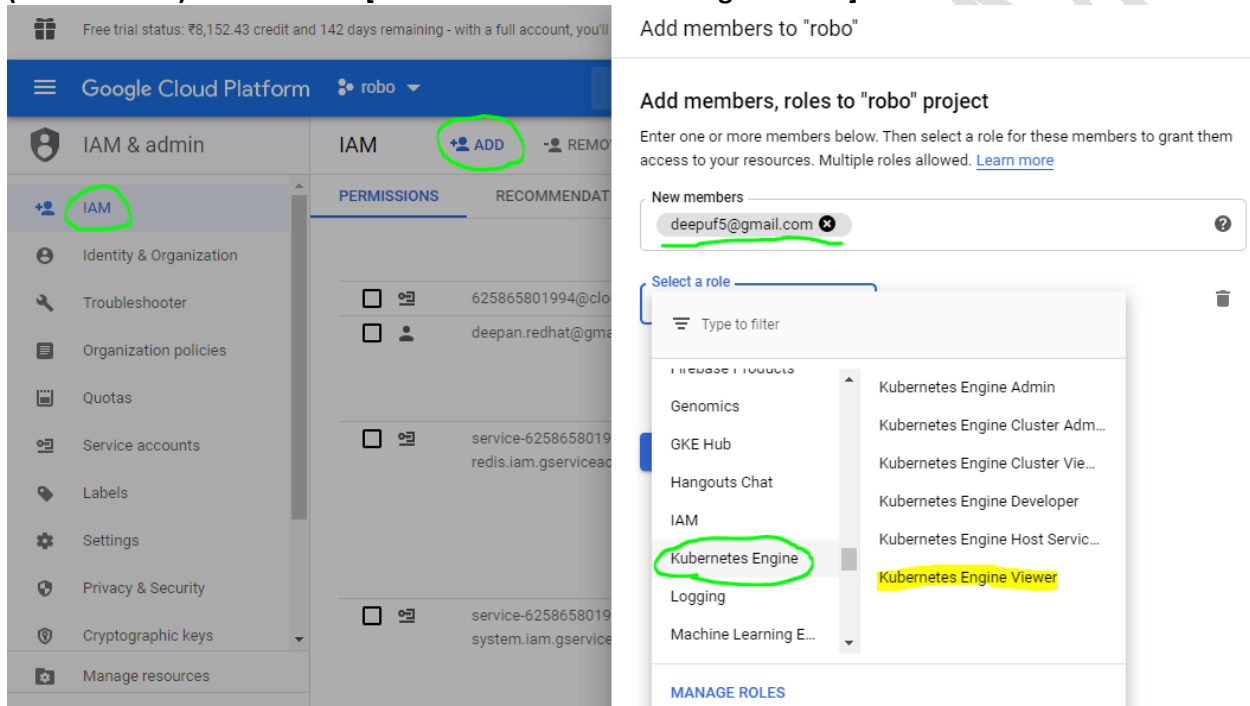 Free trial status: ₹8,152.43 credit and 142 days remaining - with a full account, you'll
Google Cloud Platform
robo
IAM & admin
IAM
Identity & Organization
Troubleshooter
Organization policies
Quotas
Service accounts
Labels
Settings
Privacy & Security
Cryptographic keys
Manage resources
IAM
ADD
REMO
PERMISSIONS
RECOMMENDAT
625865801994@clo
deepan.redhat@gma
service-6258658019
redis.iam.gserviceac
service-6258658019
system.iam.gservice
Add members to "robo"
Add members, roles to "robo" project
Enter one or more members below. Then select a role for these members to grant them
access to your resources. Multiple roles allowed. Learn more
New members
deepuf5@gmail.com
Select a role
Type to filter
Firebase Products
Genomics
GKE Hub
Hangouts Chat
IAM
Kubernetes Engine
Logging
Machine Learning E...
Kubernetes Engine Admin
Kubernetes Engine Cluster Adm...
Kubernetes Engine Cluster Vie...
Kubernetes Engine Developer
Kubernetes Engine Host Servic...
Kubernetes Engine Viewer
MANAGE ROLES